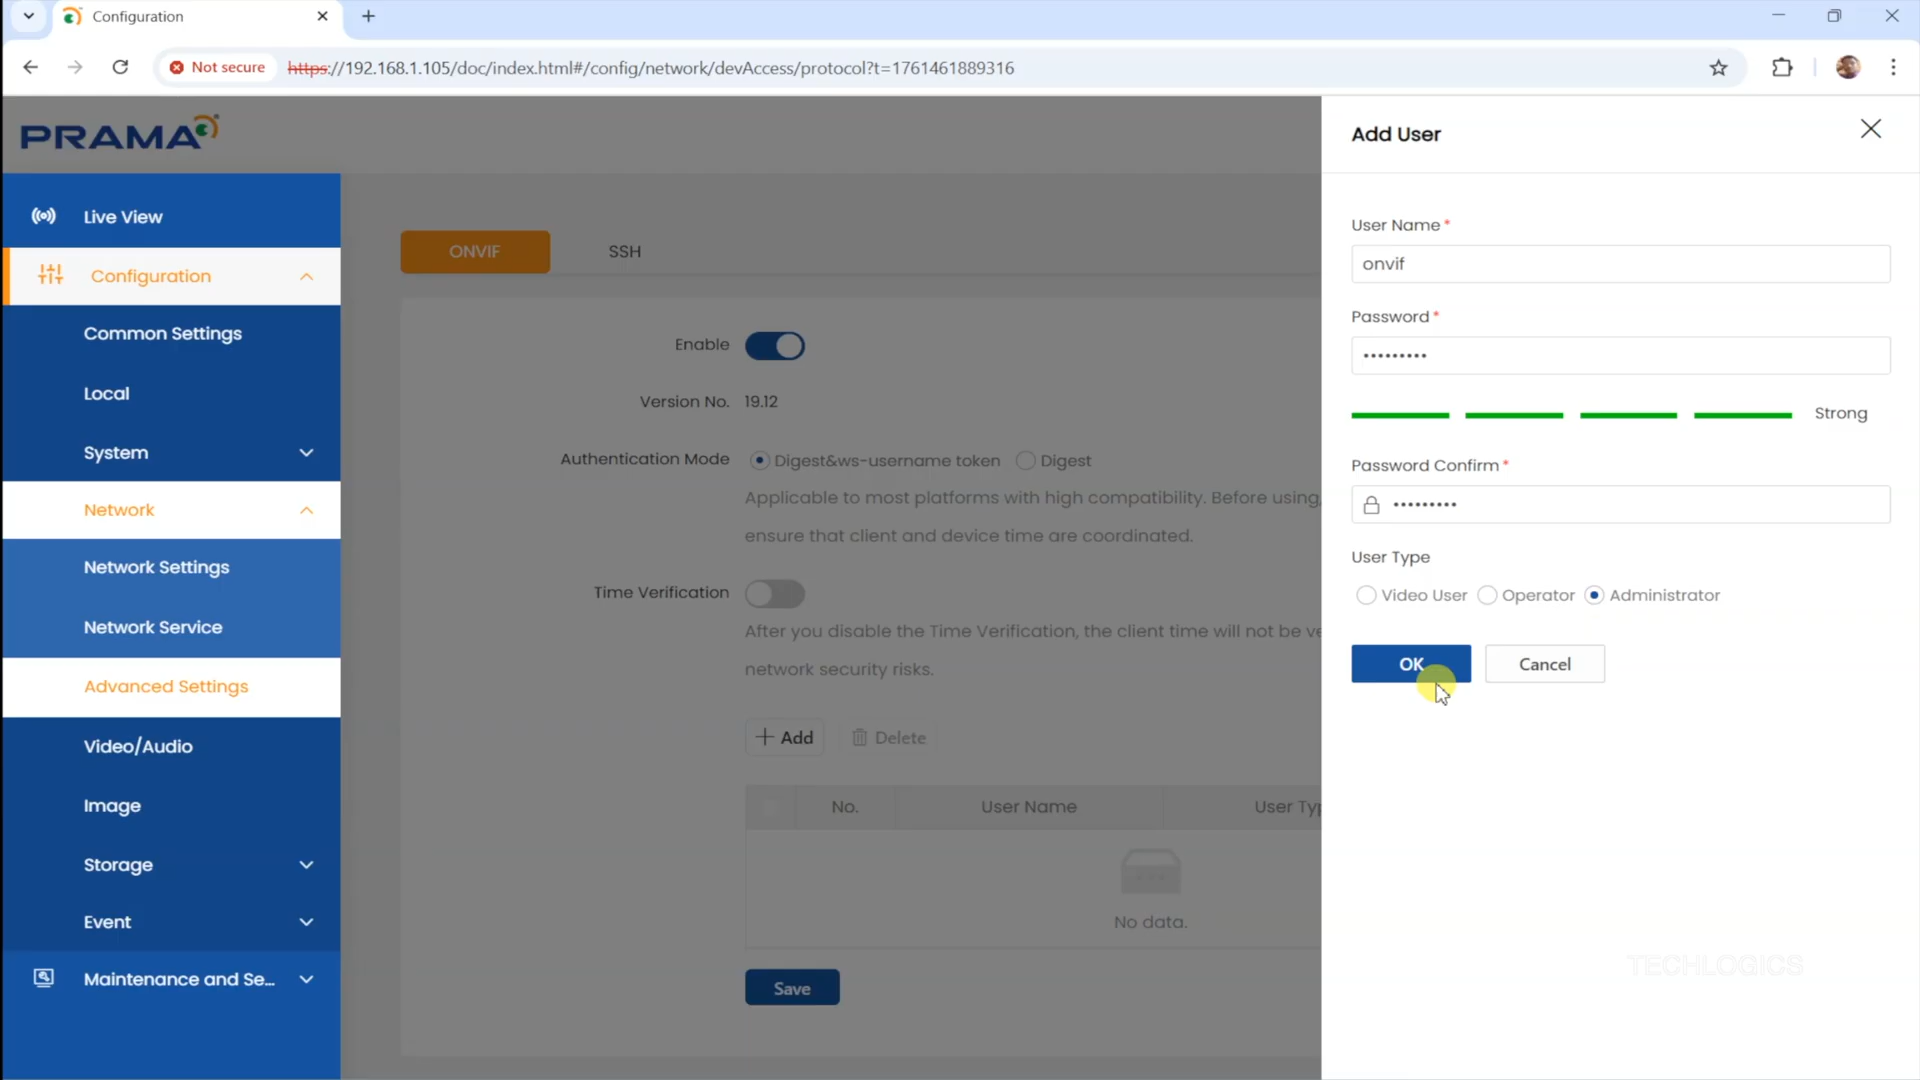 Configuration
Not secure
https://192.168.1.105/doc/index.html#/config/network/devAccess/protocol?t=1761461889316
PRAMA
Live View
Configuration
Common Settings
Local
System
Network
Network Settings
Network Service
Advanced Settings
Video/Audio
Image
Storage
Event
Maintenance and Se...
ONVIF
SSH
Enable
Version No. 19.12
Authentication Mode Digest&ws-username token Digest
Applicable to most platforms with high compatibility. Before using,
ensure that client and device time are coordinated.
Time Verification
After you disable the Time Verification, the client time will not be ve
network security risks.
Add Delete
No. User Name User Typ
No data.
Save
Add User
User Name *
onvif
Password *
•••••••••
Strong
Password Confirm *
•••••••••
User Type
Video User Operator Administrator
OK Cancel
TECHLOGICS